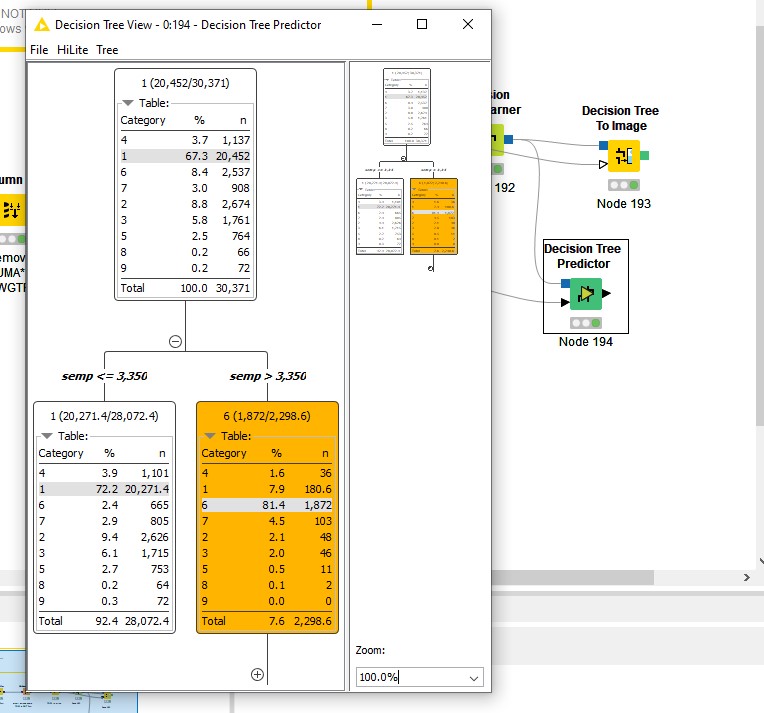 Decision Tree View - 0:194 - Decision Tree Predictor
File HiLite Tree
1 (20,452/30,371)
Table:
Category % n
4 3.7 1,137
1 67.3 20,452
6 8.4 2,537
7 3.0 908
2 8.8 2,674
3 5.8 1,761
5 2.5 764
8 0.2 66
9 0.2 72
Total 100.0 30,371
semp <= 3,350
semp > 3,350
1 (20,271.4/28,072.4)
Table:
Category % n
4 3.9 1,101
1 72.2 20,271.4
6 2.4 665
7 2.9 805
2 9.4 2,626
3 6.1 1,715
5 2.7 753
8 0.2 64
9 0.3 72
Total 92.4 28,072.4
6 (1,872/2,298.6)
Table:
Category % n
4 1.6 36
1 7.9 180.6
6 81.4 1,872
7 4.5 103
2 2.1 48
3 2.0 46
5 0.5 11
8 0.1 2
9 0.0 0
Total 7.6 2,298.6
Zoom:
100.0%
192
Decision Tree
To Image
Node 193
Decision Tree
Predictor
Node 194